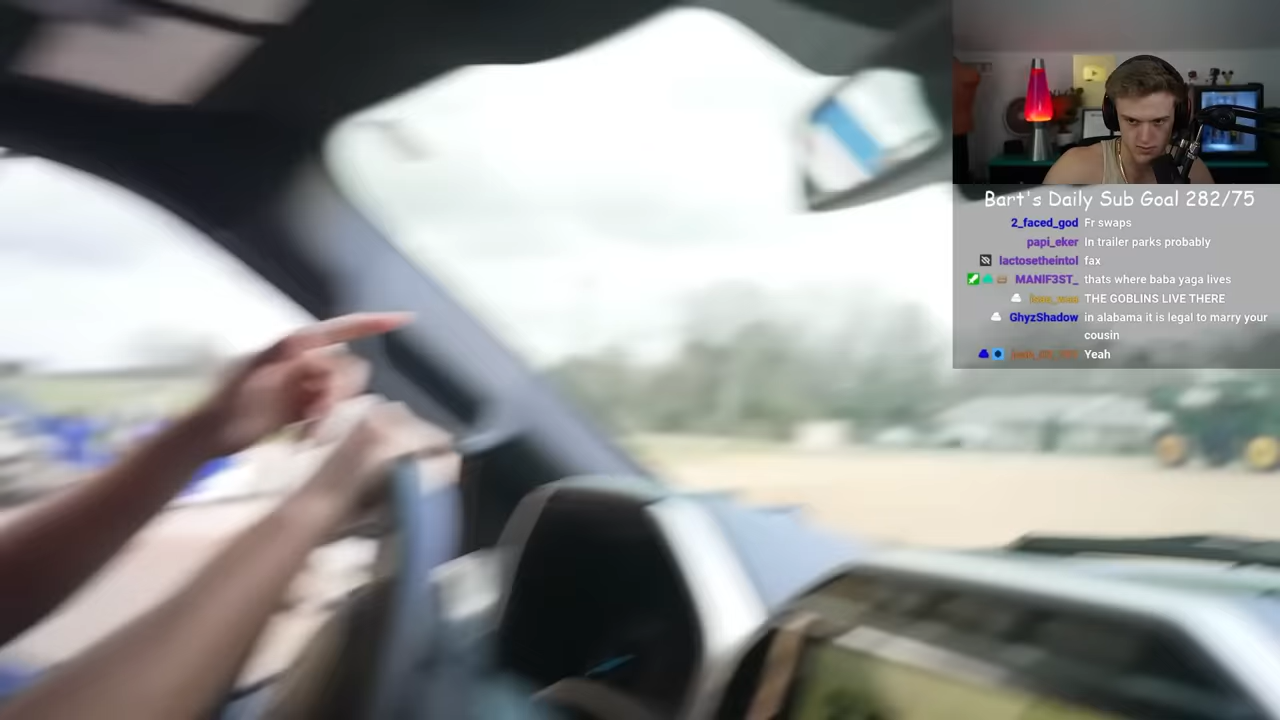 Bart's Daily Sub Goal 282/75
2_faced_god Fr swaps
papi_eker In trailer parks probably
lactosetheintol fax
MANIF3ST_ thats where baba yaga lives
THE GOBLINS LIVE THERE
GhyzShadow in alabama it is legal to marry your
cousin
Yeah